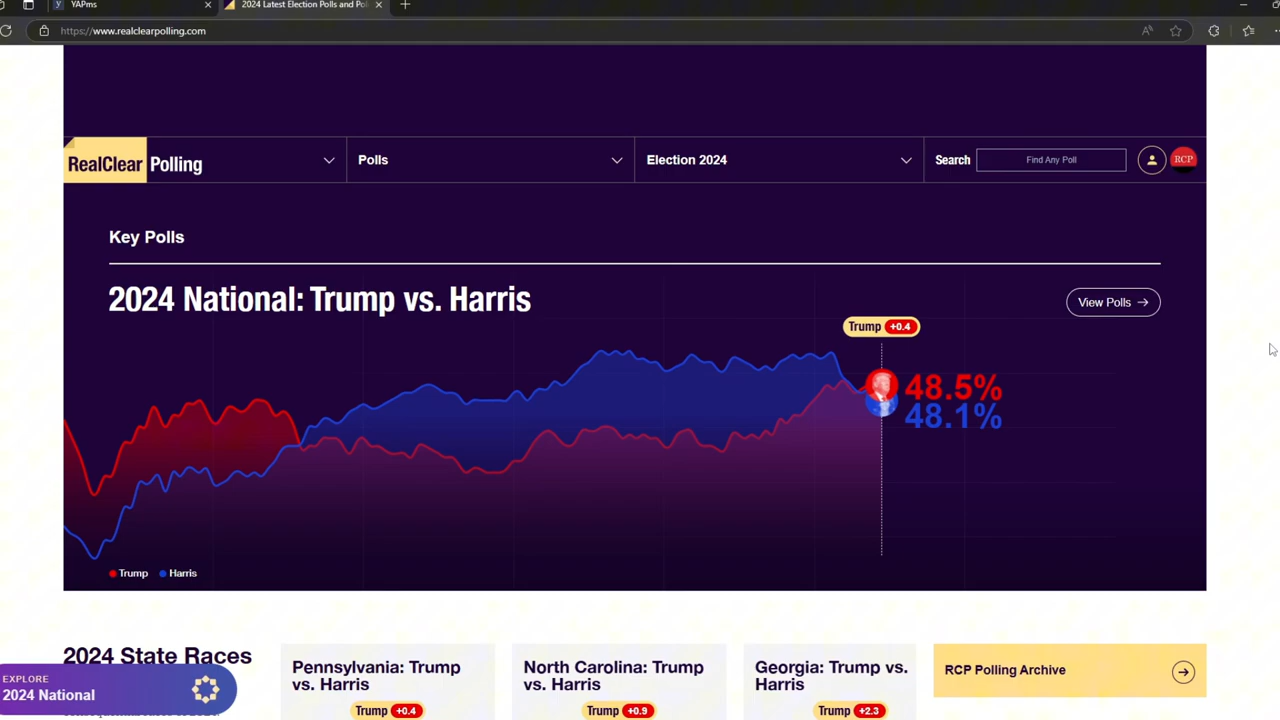 YAPms
2024 Latest Election Polls and Pol
https://www.realclearpolling.com
RealClear Polling
Polls
Election 2024
Search
Find Any Poll
RCP
Key Polls
2024 National: Trump vs. Harris
View Polls
Trump +0.4
48.5%
48.1%
Trump
Harris
2024 State Races
Pennsylvania: Trump
vs. Harris
Trump +0.4
North Carolina: Trump
vs. Harris
Trump +0.9
Georgia: Trump vs.
Harris
Trump +2.3
RCP Polling Archive
EXPLORE
2024 National